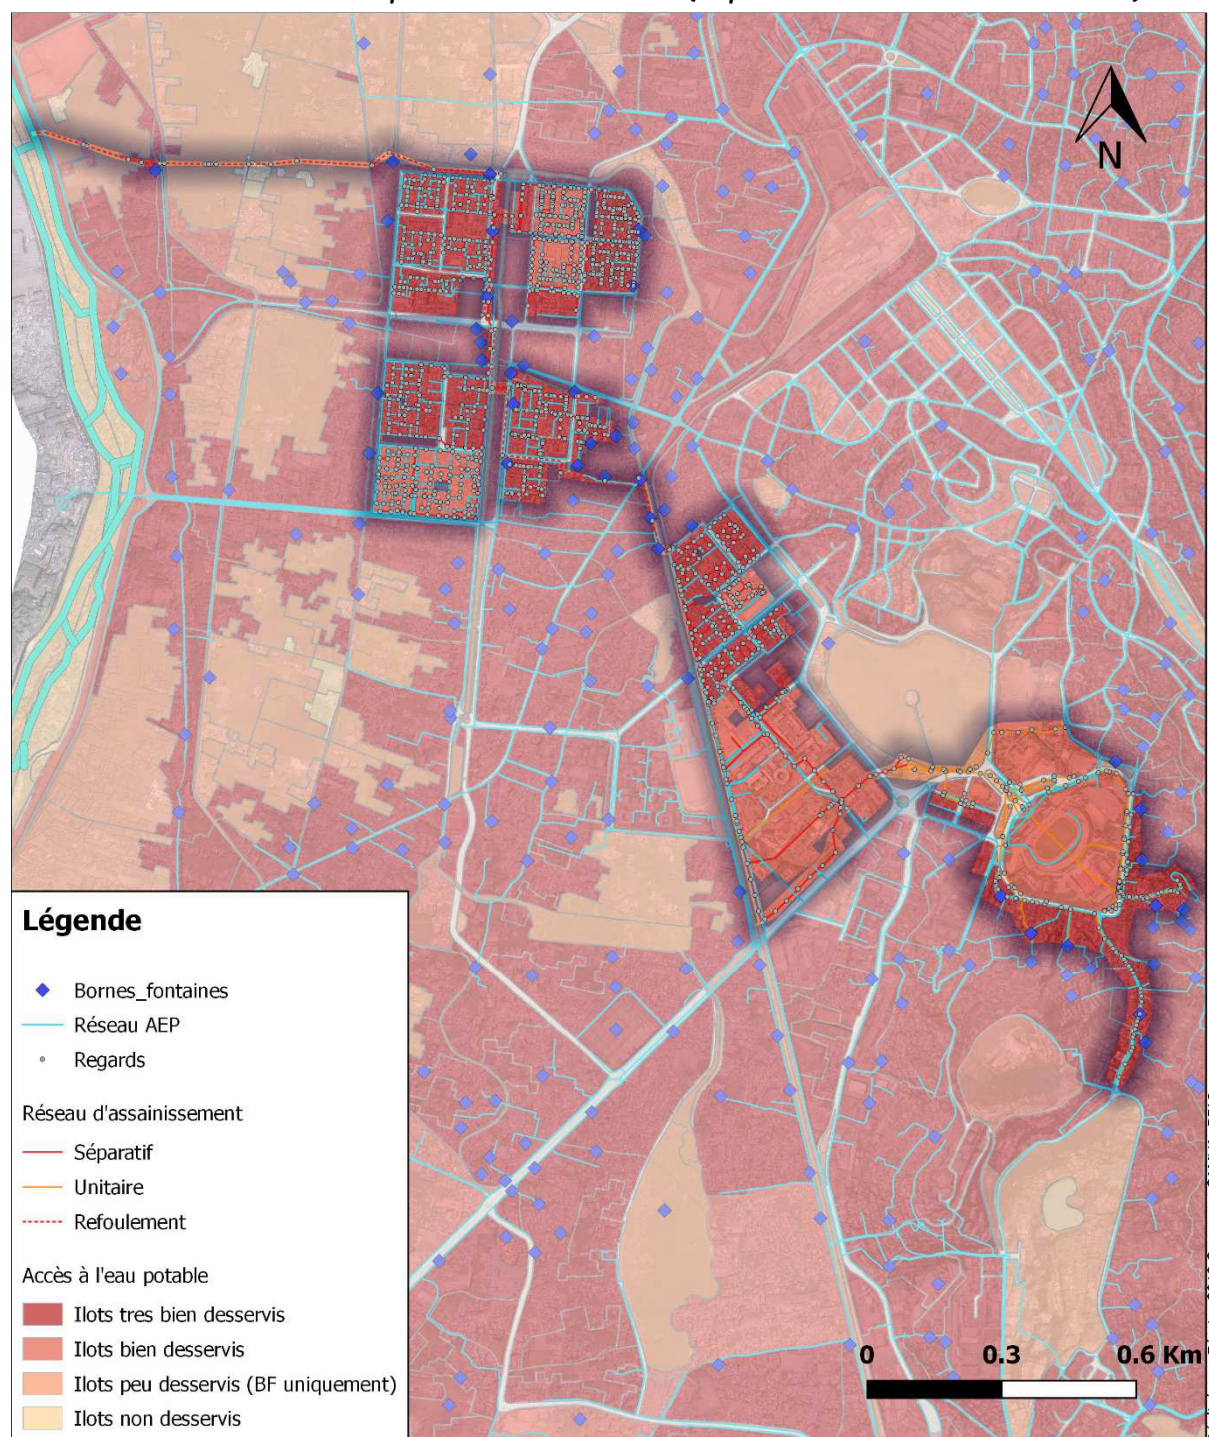 N
Légende
Bornes_fontaines
Réseau AEP
Regards
Réseau d'assainissement
Séparatif
Unitaire
Refoulement
Accès à l'eau potable
Ilots tres bien desservis
Ilots bien desservis
Ilots peu desservis (BF uniquement)
Ilots non desservis
0 0.3 0.6 Km